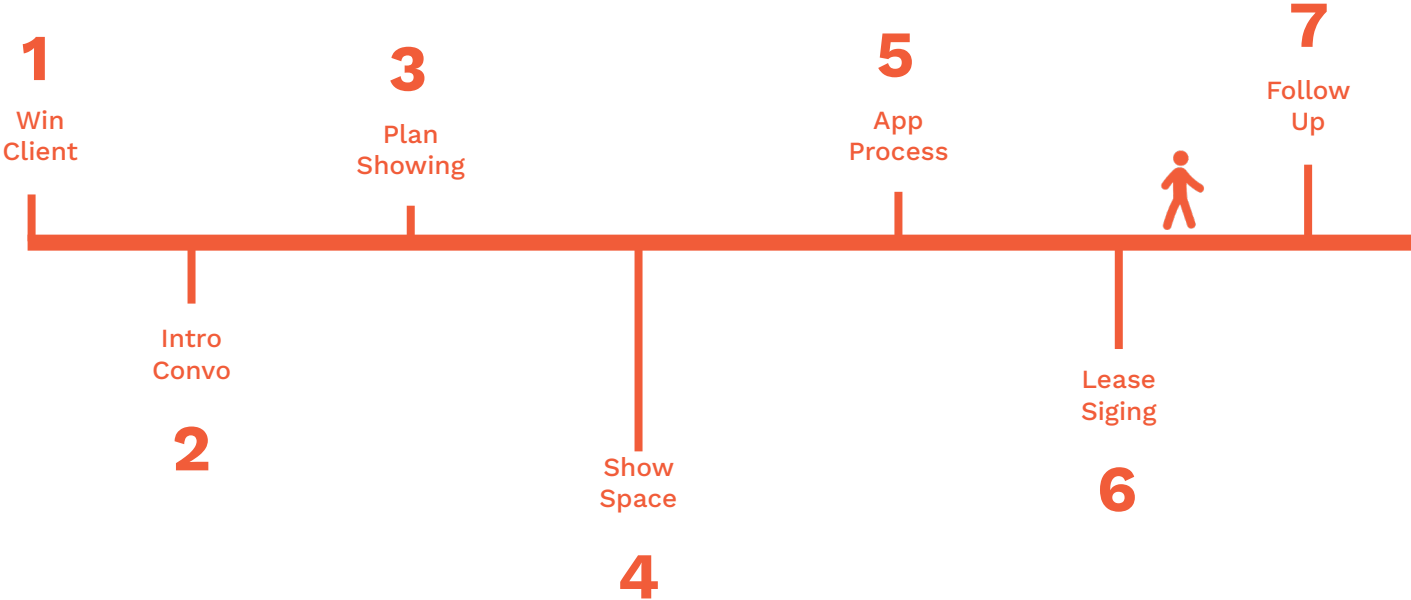 1
Win
Client
2
Intro
Convo
3
Plan
Showing
4
Show
Space
5
App
Process
6
Lease
Siging
7
Follow
Up